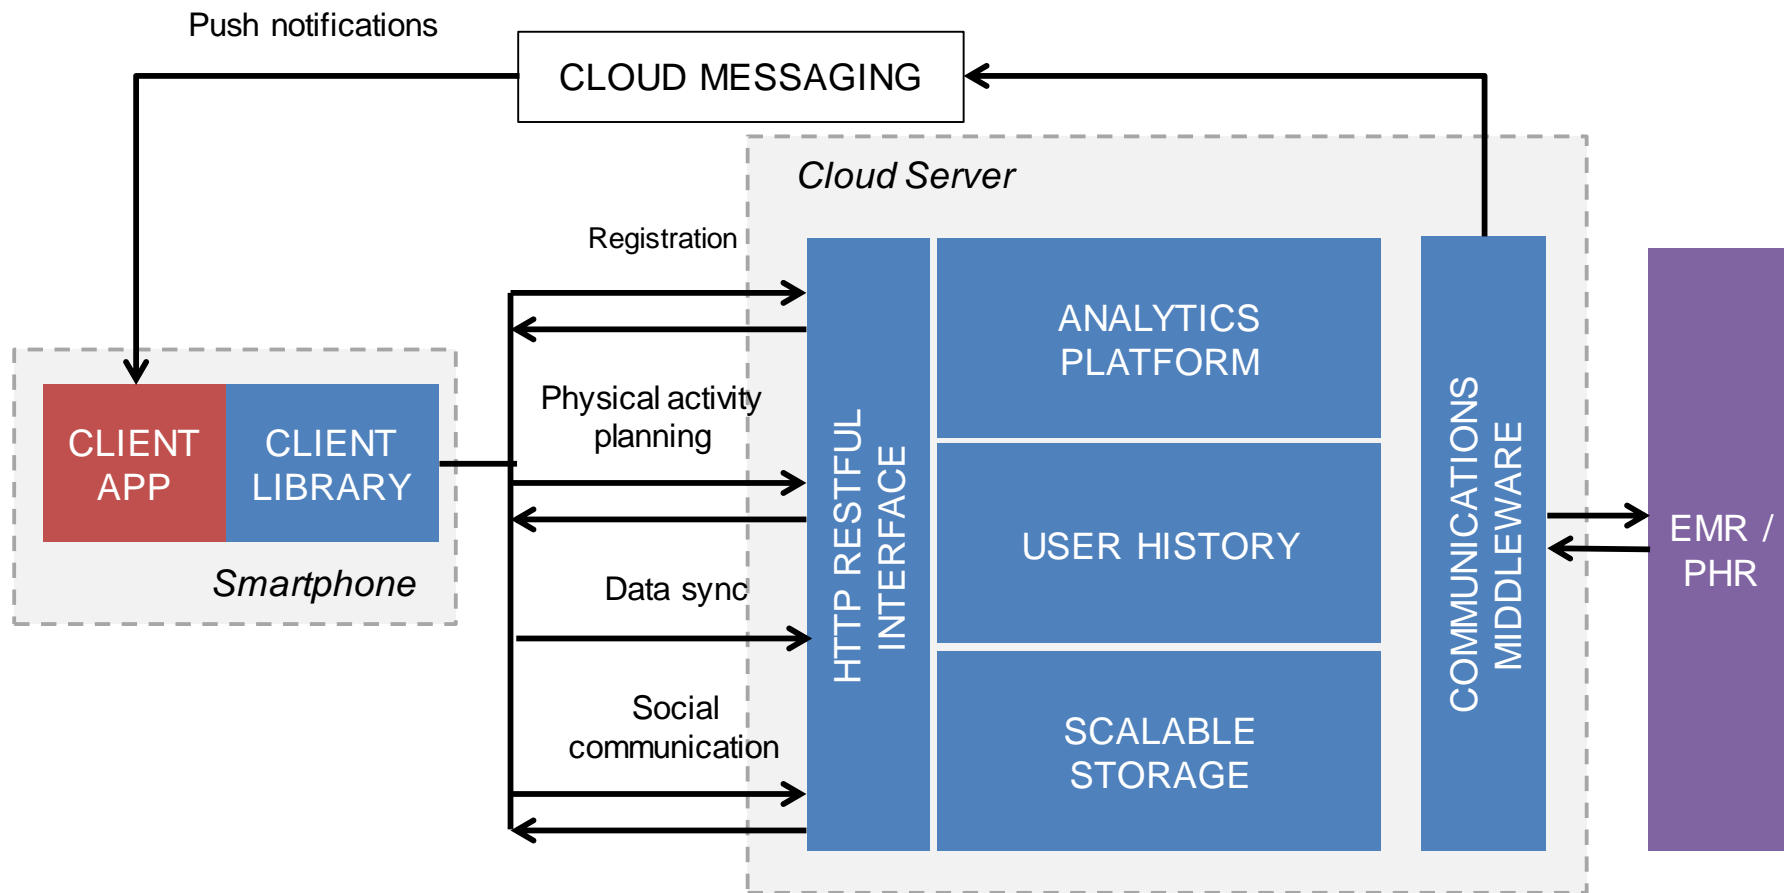 Push notifications
CLOUD MESSAGING
Cloud Server
Registration
Physical activity
planning
Data sync
Social
communication
CLIENT
APP
CLIENT
LIBRARY
Smartphone
HTTP RESTFUL
INTERFACE
ANALYTICS
PLATFORM
USER HISTORY
SCALABLE
STORAGE
COMMUNICATIONS
MIDDLEWARE
EMR /
PHR